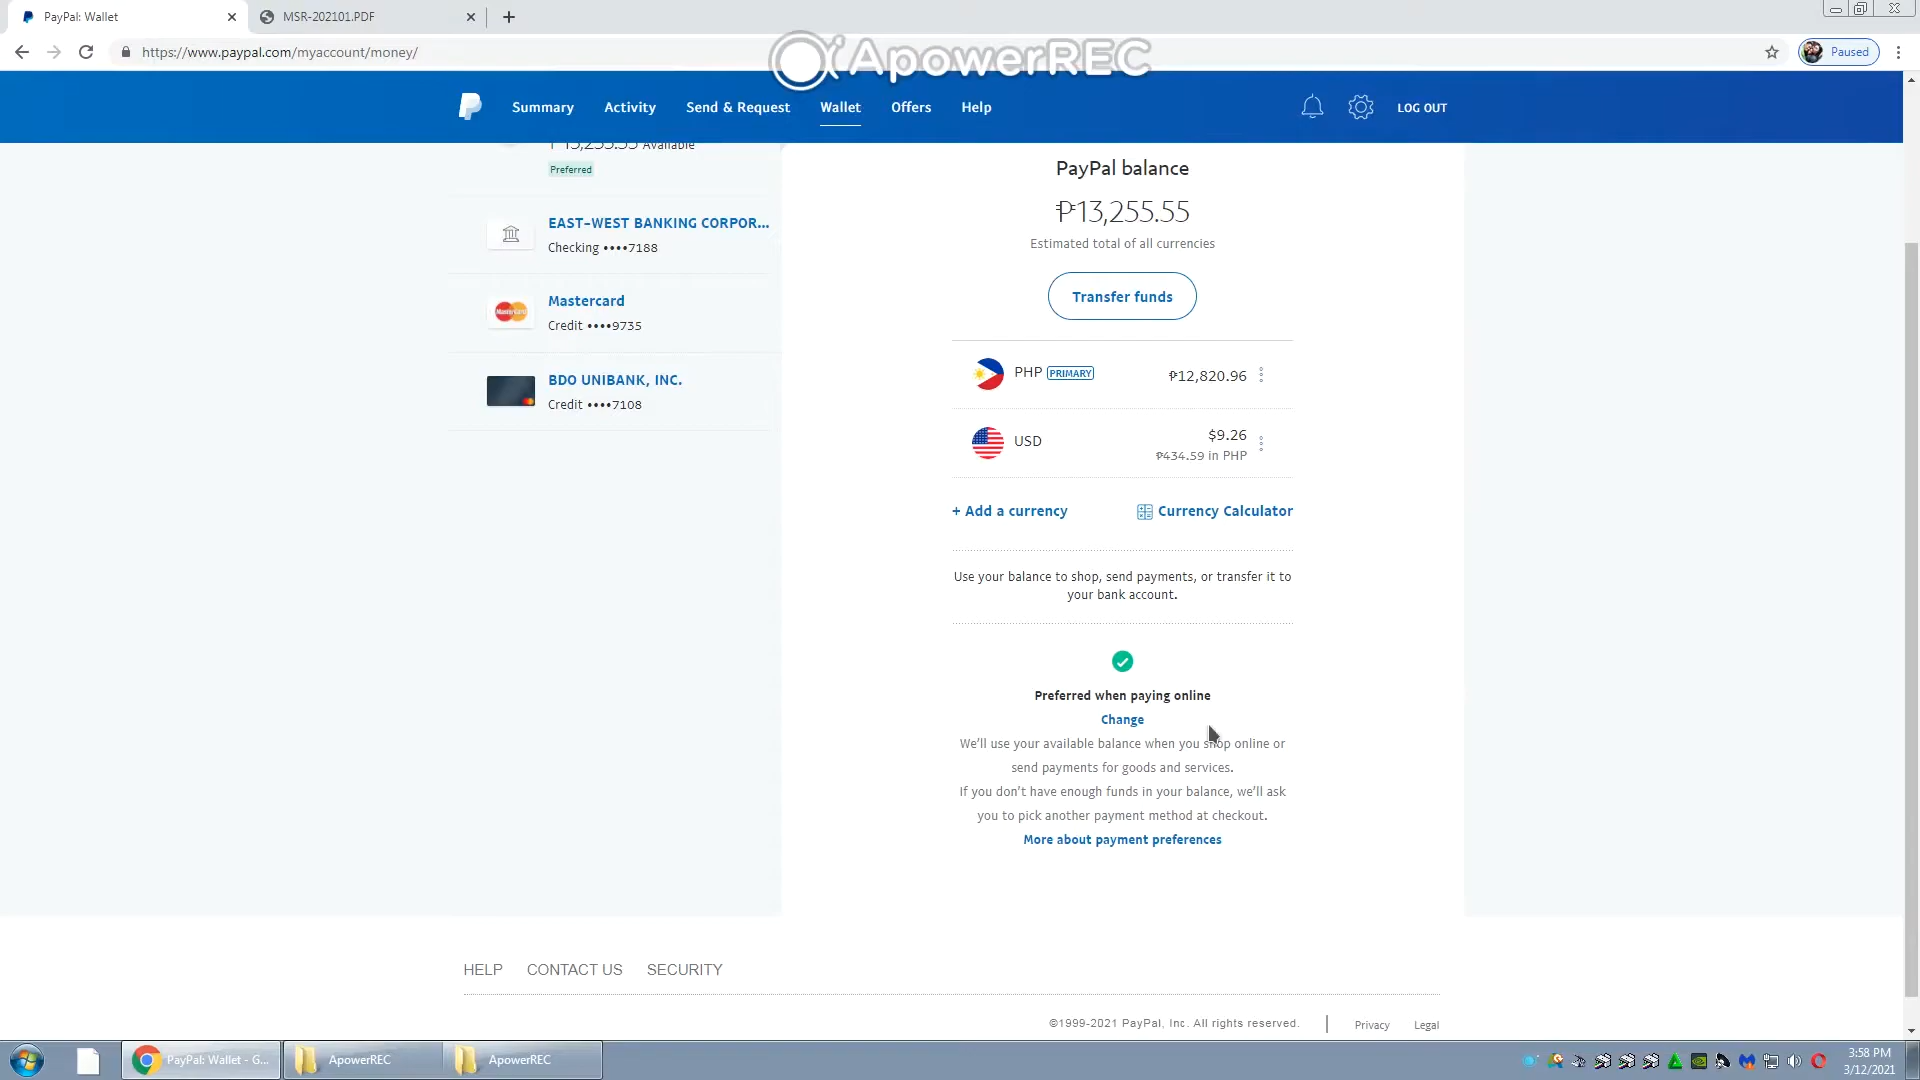 PayPal: Wallet
MSR-202101.PDF
https://www.paypal.com/myaccount/money/
Paused
ApowerREC
Summary
Activity
Send & Request
Wallet
Offers
Help
LOG OUT
₱13,255.55 Available
Preferred
EAST-WEST BANKING CORPOR...
Checking ••••7188
Mastercard
Credit ••••9735
BDO UNIBANK, INC.
Credit ••••7108
PayPal balance
₱13,255.55
Estimated total of all currencies
Transfer funds
PHP PRIMARY
₱12,820.96
USD
$9.26
₱434.59 in PHP
+ Add a currency
Currency Calculator
Use your balance to shop, send payments, or transfer it to
your bank account.
Preferred when paying online
Change
We'll use your available balance when you shop online or
send payments for goods and services.
If you don't have enough funds in your balance, we'll ask
you to pick another payment method at checkout.
More about payment preferences
HELP
CONTACT US
SECURITY
©1999-2021 PayPal, Inc. All rights reserved.
Privacy
Legal
PayPal: Wallet - G...
ApowerREC
ApowerREC
3:58 PM
3/12/2021